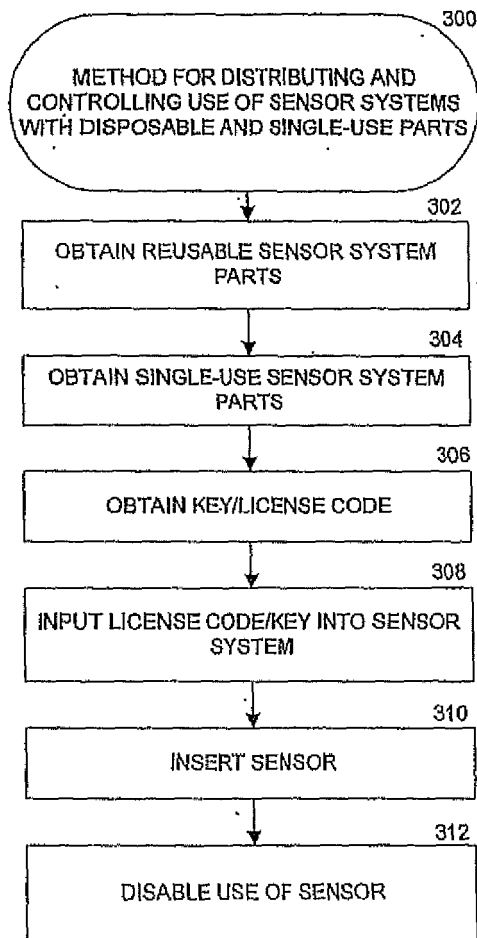 300
METHOD FOR DISTRIBUTING AND
CONTROLLING USE OF SENSOR SYSTEMS
WITH DISPOSABLE AND SINGLE-USE PARTS
302
OBTAIN REUSABLE SENSOR SYSTEM
PARTS
304
OBTAIN SINGLE-USE SENSOR SYSTEM
PARTS
306
OBTAIN KEY/LICENSE CODE
308
INPUT LICENSE CODE/KEY INTO SENSOR
SYSTEM
310
INSERT SENSOR
312
DISABLE USE OF SENSOR